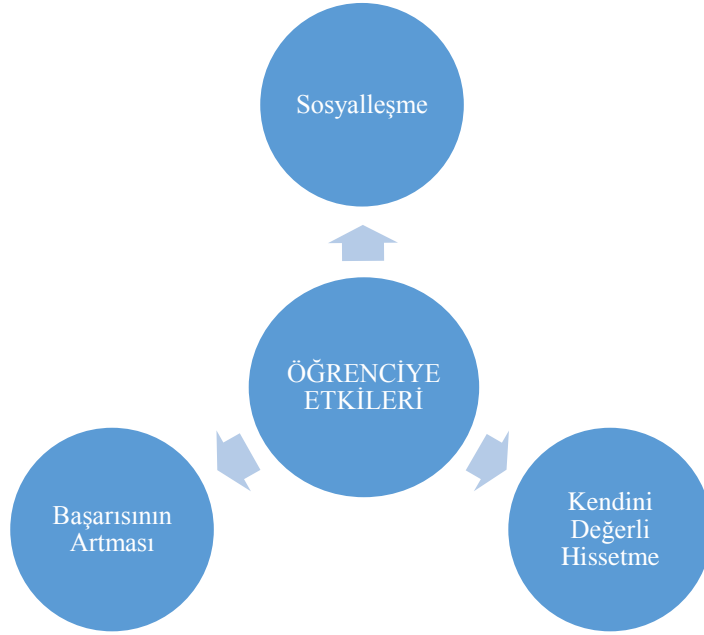 Sosyalleşme
ÖĞRENCİYE
ETKİLERİ
Başarısının
Artması
Kendini
Değerli
Hissetme